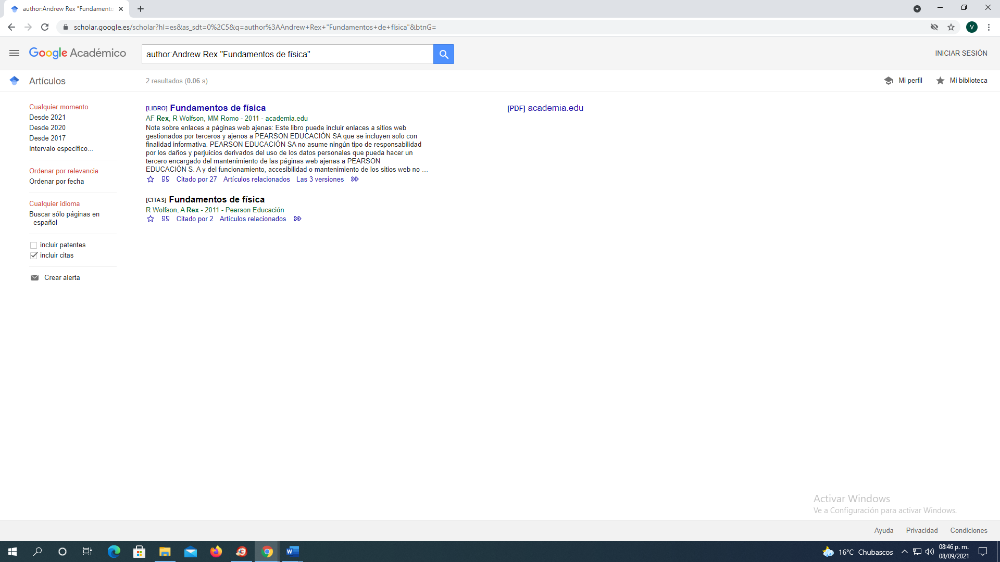 author:Andrew Rex "Fundamento
scholar.google.es/scholar?hl=es&as_sdt=0%2C5&q=author%3AAndrew+Rex+"Fundamentos+de+física"&btnG=
V
Google Académico
author:Andrew Rex "Fundamentos de física"
INICIAR SESIÓN
Artículos
2 resultados (0.06 s)
Mi perfil
Mi biblioteca
Cualquier momento
Desde 2021
Desde 2020
Desde 2017
Intervalo específico...
Ordenar por relevancia
Ordenar por fecha
Cualquier idioma
Buscar sólo páginas en
español
incluir patentes
incluir citas
Crear alerta
[LIBRO] Fundamentos de física
AF Rex, R Wolfson, MM Romo - 2011 - academia.edu
Nota sobre enlaces a páginas web ajenas: Este libro puede incluir enlaces a sitios web
gestionados por terceros y ajenos a PEARSON EDUCACIÓN SA que se incluyen solo con
finalidad informativa. PEARSON EDUCACIÓN SA no asume ningún tipo de responsabilidad
por los daños y perjuicios derivados del uso de los datos personales que pueda hacer un
tercero encargado del mantenimiento de las páginas web ajenas a PEARSON
EDUCACIÓN S. A y del funcionamiento, accesibilidad o mantenimiento de los sitios web no …
Citado por 27 Artículos relacionados Las 3 versiones
[PDF] academia.edu
[CITAS] Fundamentos de física
R Wolfson, A Rex - 2011 - Pearson Educación
Citado por 2 Artículos relacionados
Activar Windows
Ve a Configuración para activar Windows.
Ayuda
Privacidad
Condiciones
W
16°C Chubascos
08:46 p. m.
08/09/2021